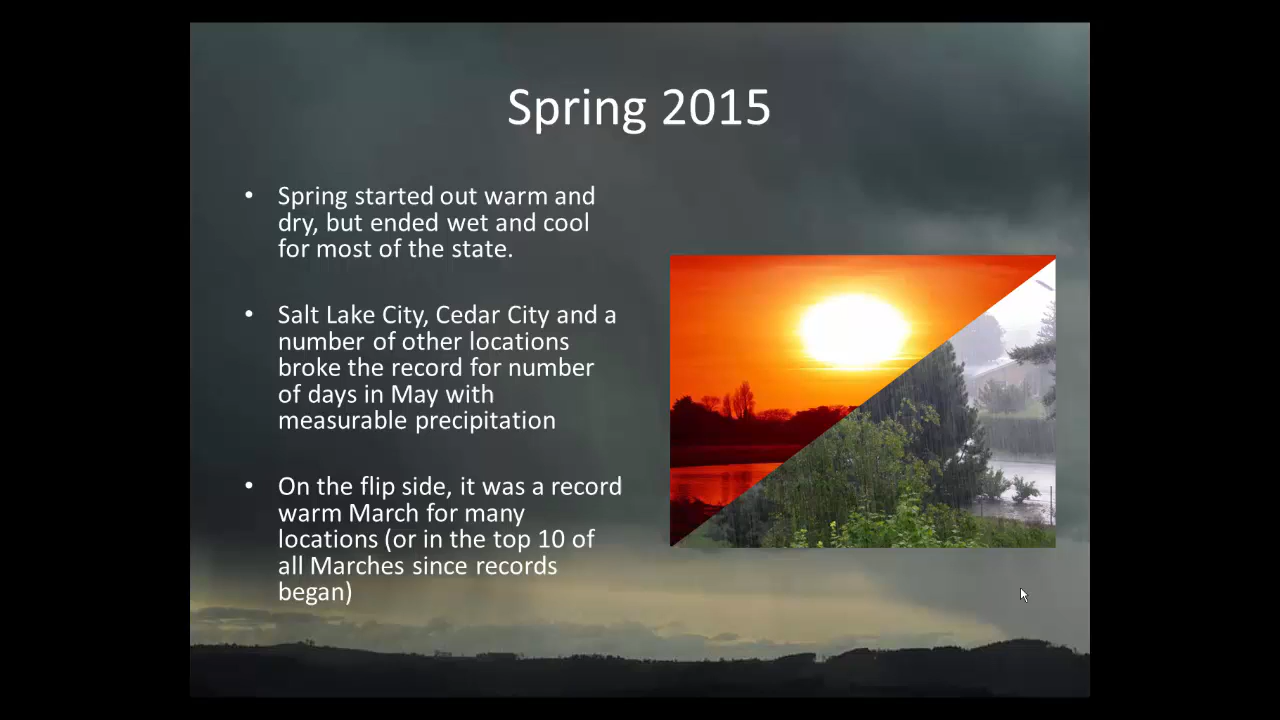 Spring 2015
• Spring started out warm and
dry, but ended wet and cool
for most of the state.
• Salt Lake City, Cedar City and a
number of other locations
broke the record for number
of days in May with
measurable precipitation
• On the flip side, it was a record
warm March for many
locations (or in the top 10 of
all Marches since records
began)